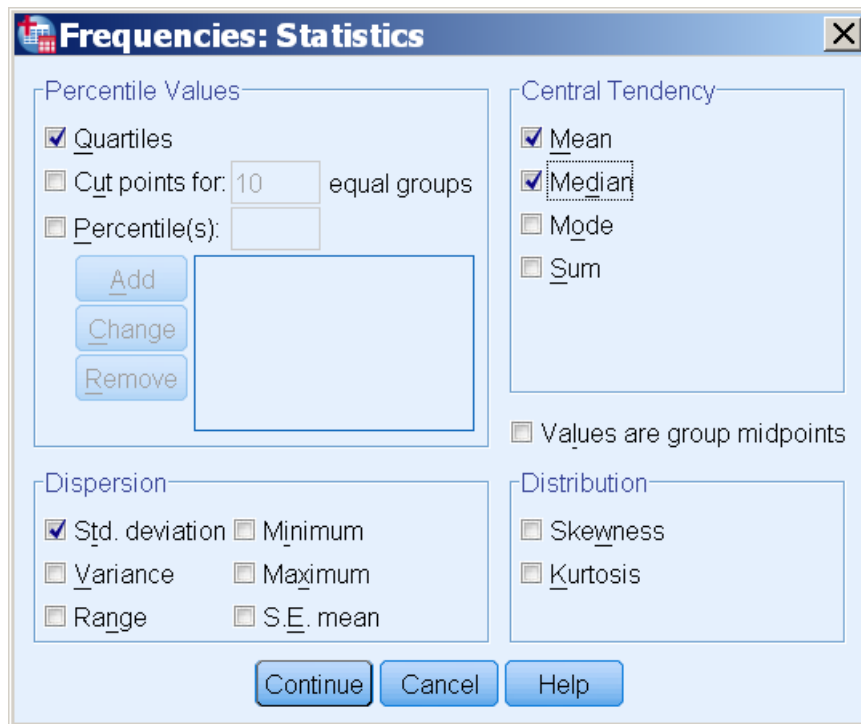 Frequencies: Statistics
Percentile Values
Quartiles
Cut points for: 10 equal groups
Percentile(s):
Add
Change
Remove
Central Tendency
Mean
Median
Mode
Sum
Values are group midpoints
Dispersion
Std. deviation Minimum
Variance Maximum
Range S.E. mean
Distribution
Skewness
Kurtosis
Continue Cancel Help